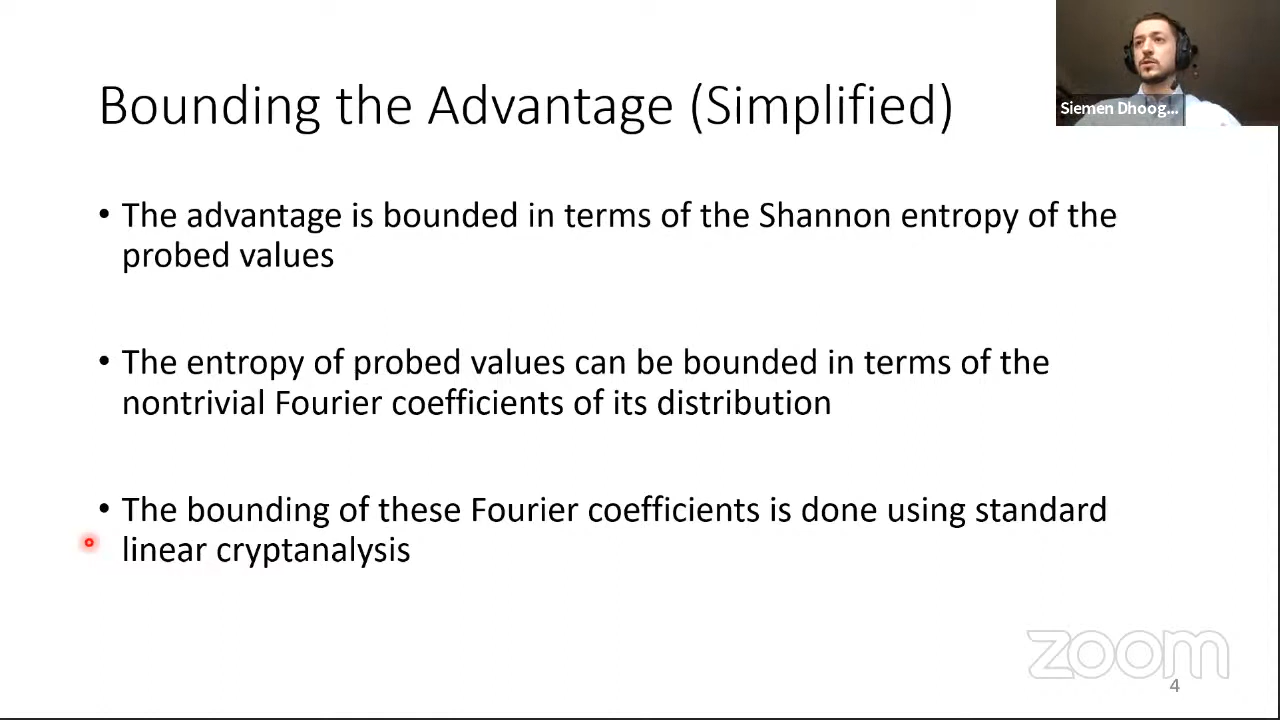 Bounding the Advantage (Simplified)
Siemen Dhoog...
• The advantage is bounded in terms of the Shannon entropy of the
probed values
• The entropy of probed values can be bounded in terms of the
nontrivial Fourier coefficients of its distribution
• The bounding of these Fourier coefficients is done using standard
linear cryptanalysis
zoom
4